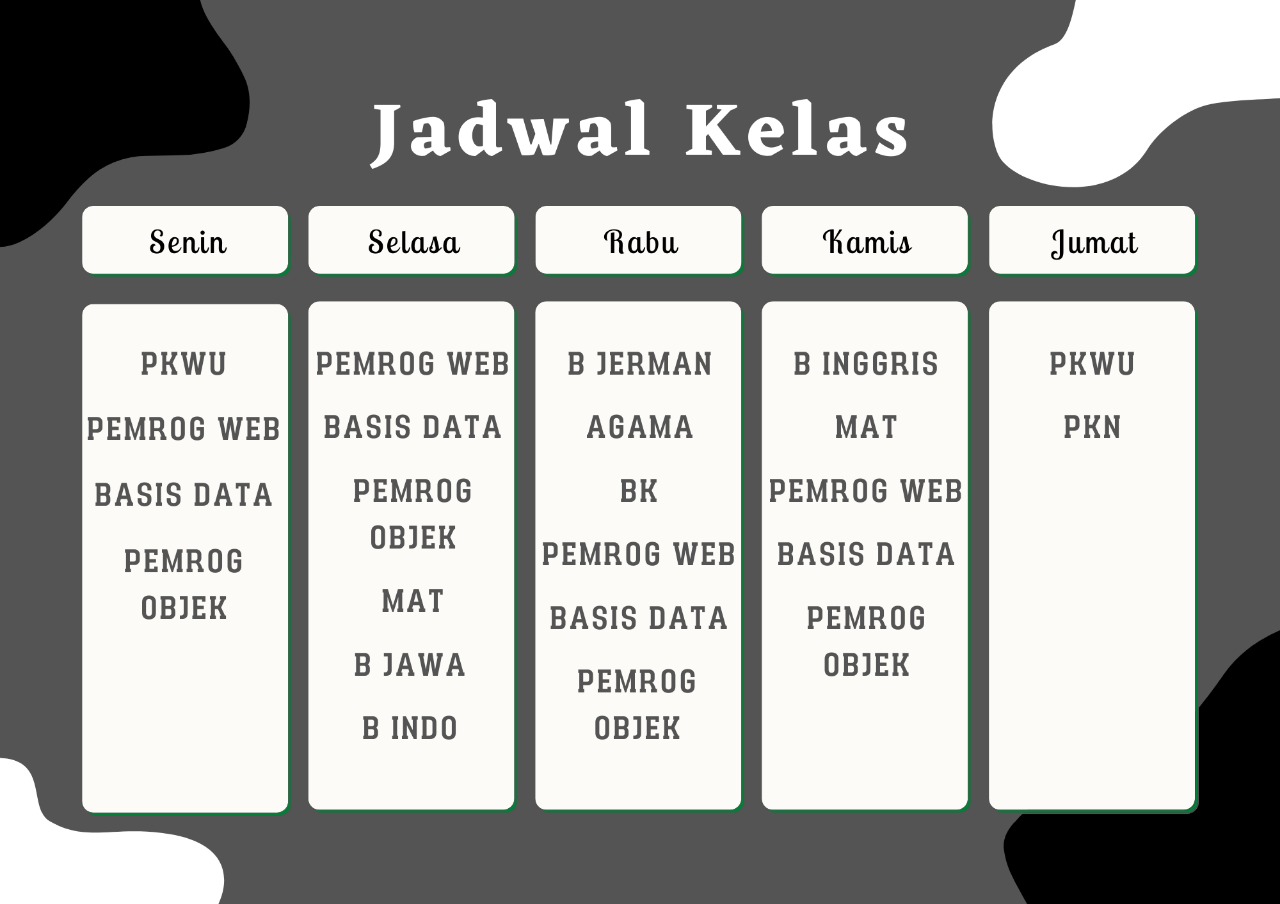 Jadwal Kelas
Senin
PKWU
PEMROG WEB
BASIS DATA
PEMROG
OBJEK
Selasa
PEMROG WEB
BASIS DATA
PEMROG
OBJEK
MAT
B JAWA
B INDO
Rabu
B JERMAN
AGAMA
BK
PEMROG WEB
BASIS DATA
PEMROG
OBJEK
Kamis
B INGGRIS
MAT
PEMROG WEB
BASIS DATA
PEMROG
OBJEK
Jumat
PKWU
PKN